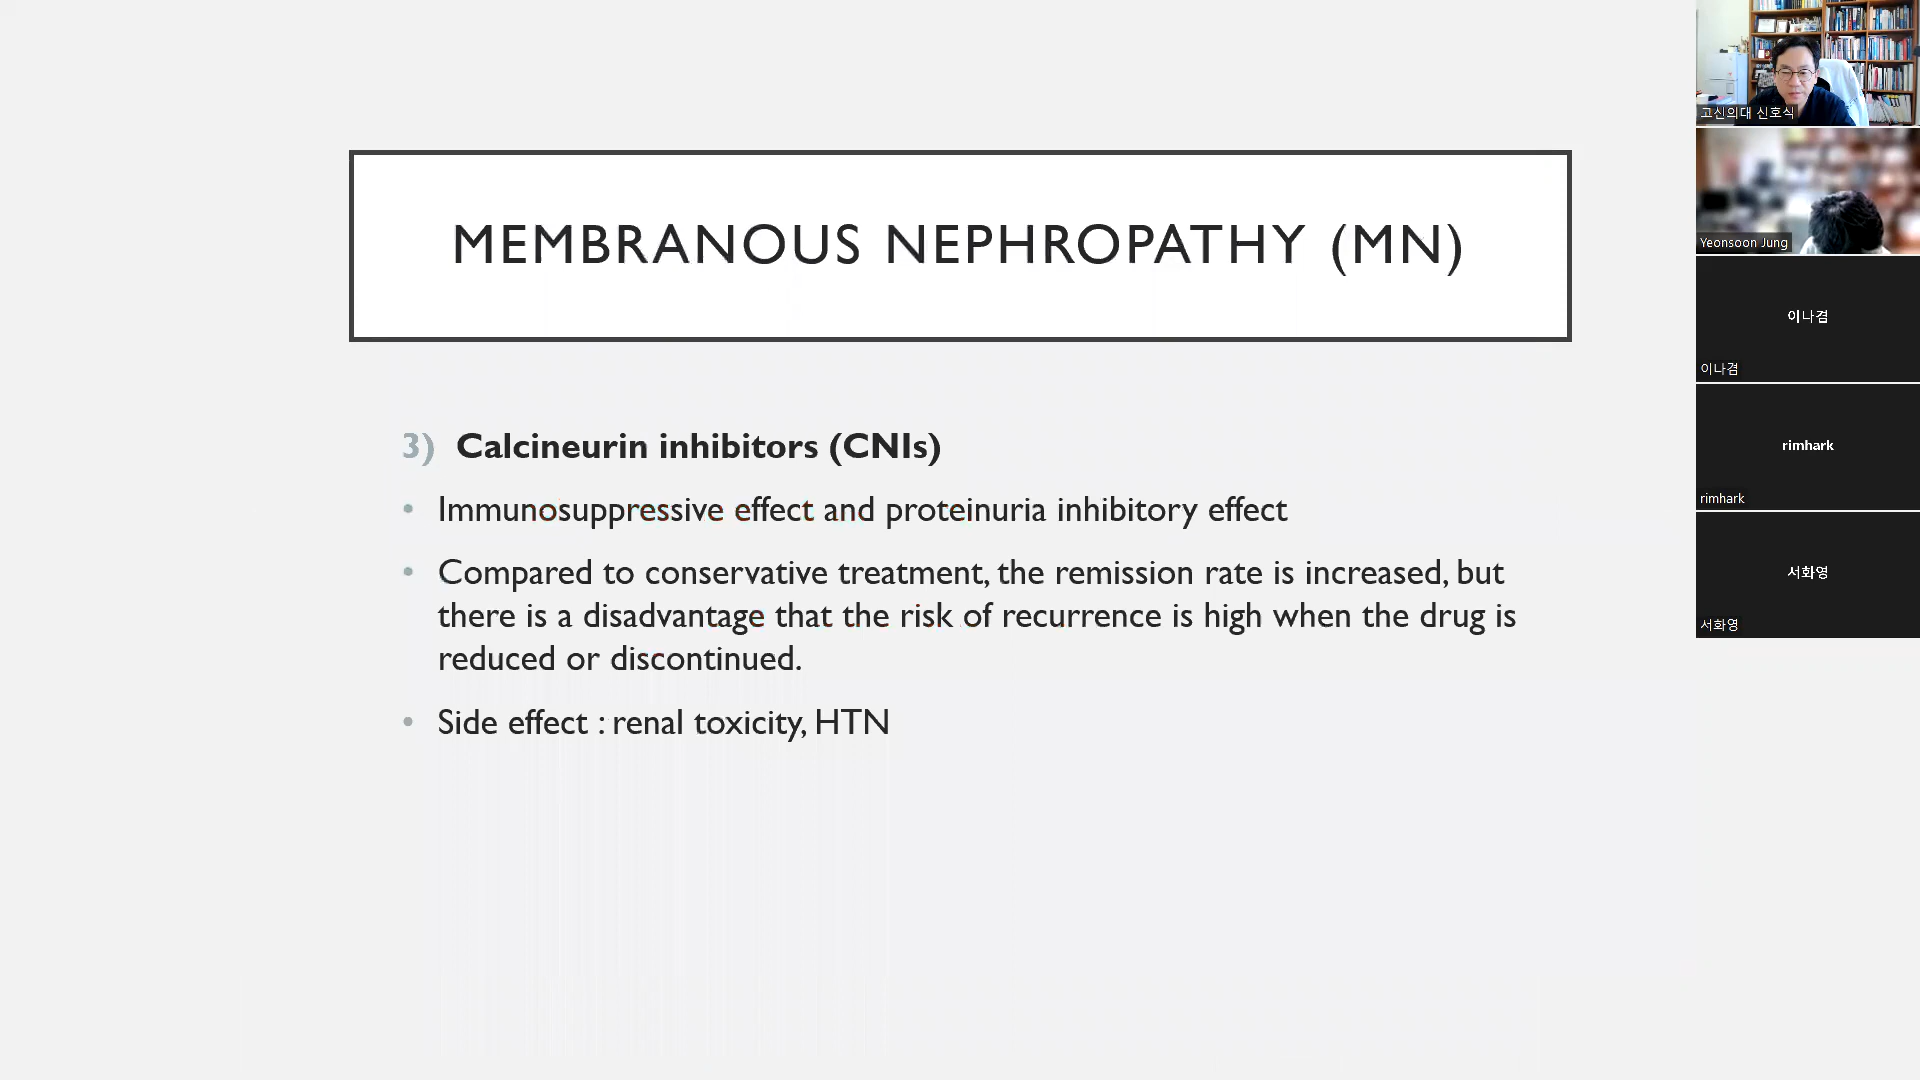 MEMBRANOUS NEPHROPATHY (MN)
3) Calcineurin inhibitors (CNIs)
• Immunosuppressive effect and proteinuria inhibitory effect
• Compared to conservative treatment, the remission rate is increased, but
there is a disadvantage that the risk of recurrence is high when the drug is
reduced or discontinued.
• Side effect : renal toxicity, HTN
고신의대 신호식
Yeonsoon Jung
이나겸
이나겸
rimhark
rimhark
서화영
서화영